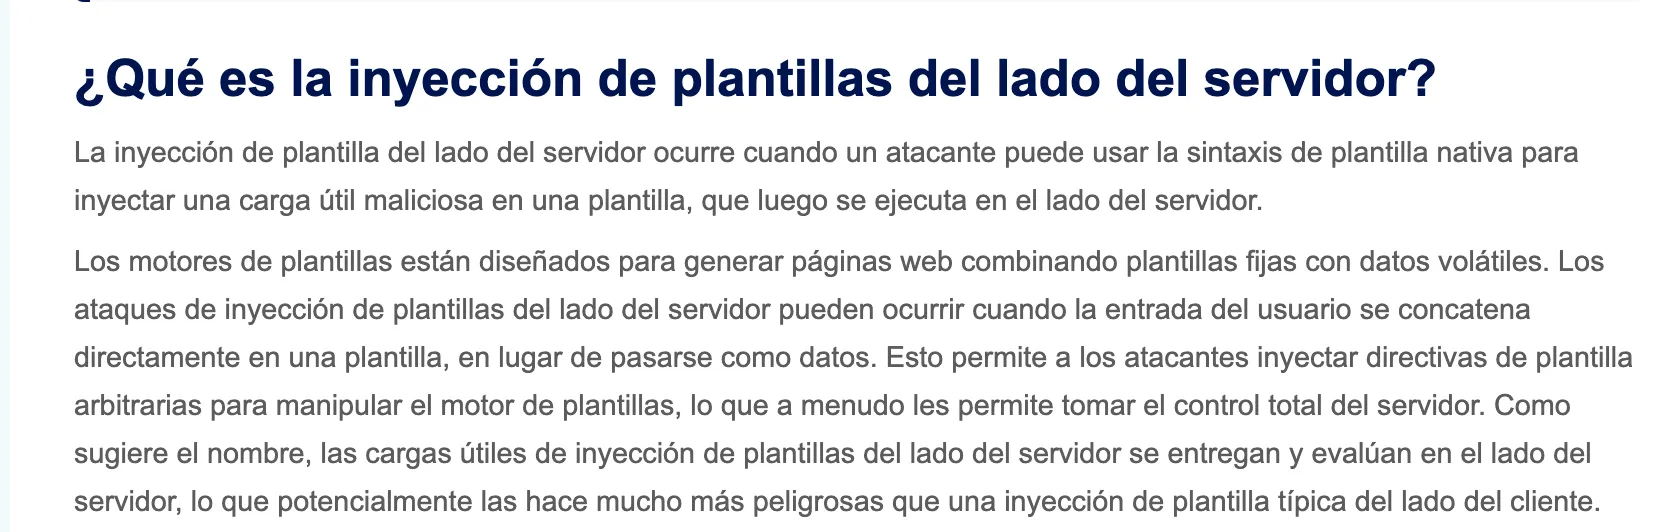 ¿Qué es la inyección de plantillas del lado del servidor?
La inyección de plantilla del lado del servidor ocurre cuando un atacante puede usar la sintaxis de plantilla nativa para
inyectar una carga útil maliciosa en una plantilla, que luego se ejecuta en el lado del servidor.
Los motores de plantillas están diseñados para generar páginas web combinando plantillas fijas con datos volátiles. Los
ataques de inyección de plantillas del lado del servidor pueden ocurrir cuando la entrada del usuario se concatena
directamente en una plantilla, en lugar de pasarse como datos. Esto permite a los atacantes inyectar directivas de plantilla
arbitrarias para manipular el motor de plantillas, lo que a menudo les permite tomar el control total del servidor. Como
sugiere el nombre, las cargas útiles de inyección de plantillas del lado del servidor se entregan y evalúan en el lado del
servidor, lo que potencialmente las hace mucho más peligrosas que una inyección de plantilla típica del lado del cliente.